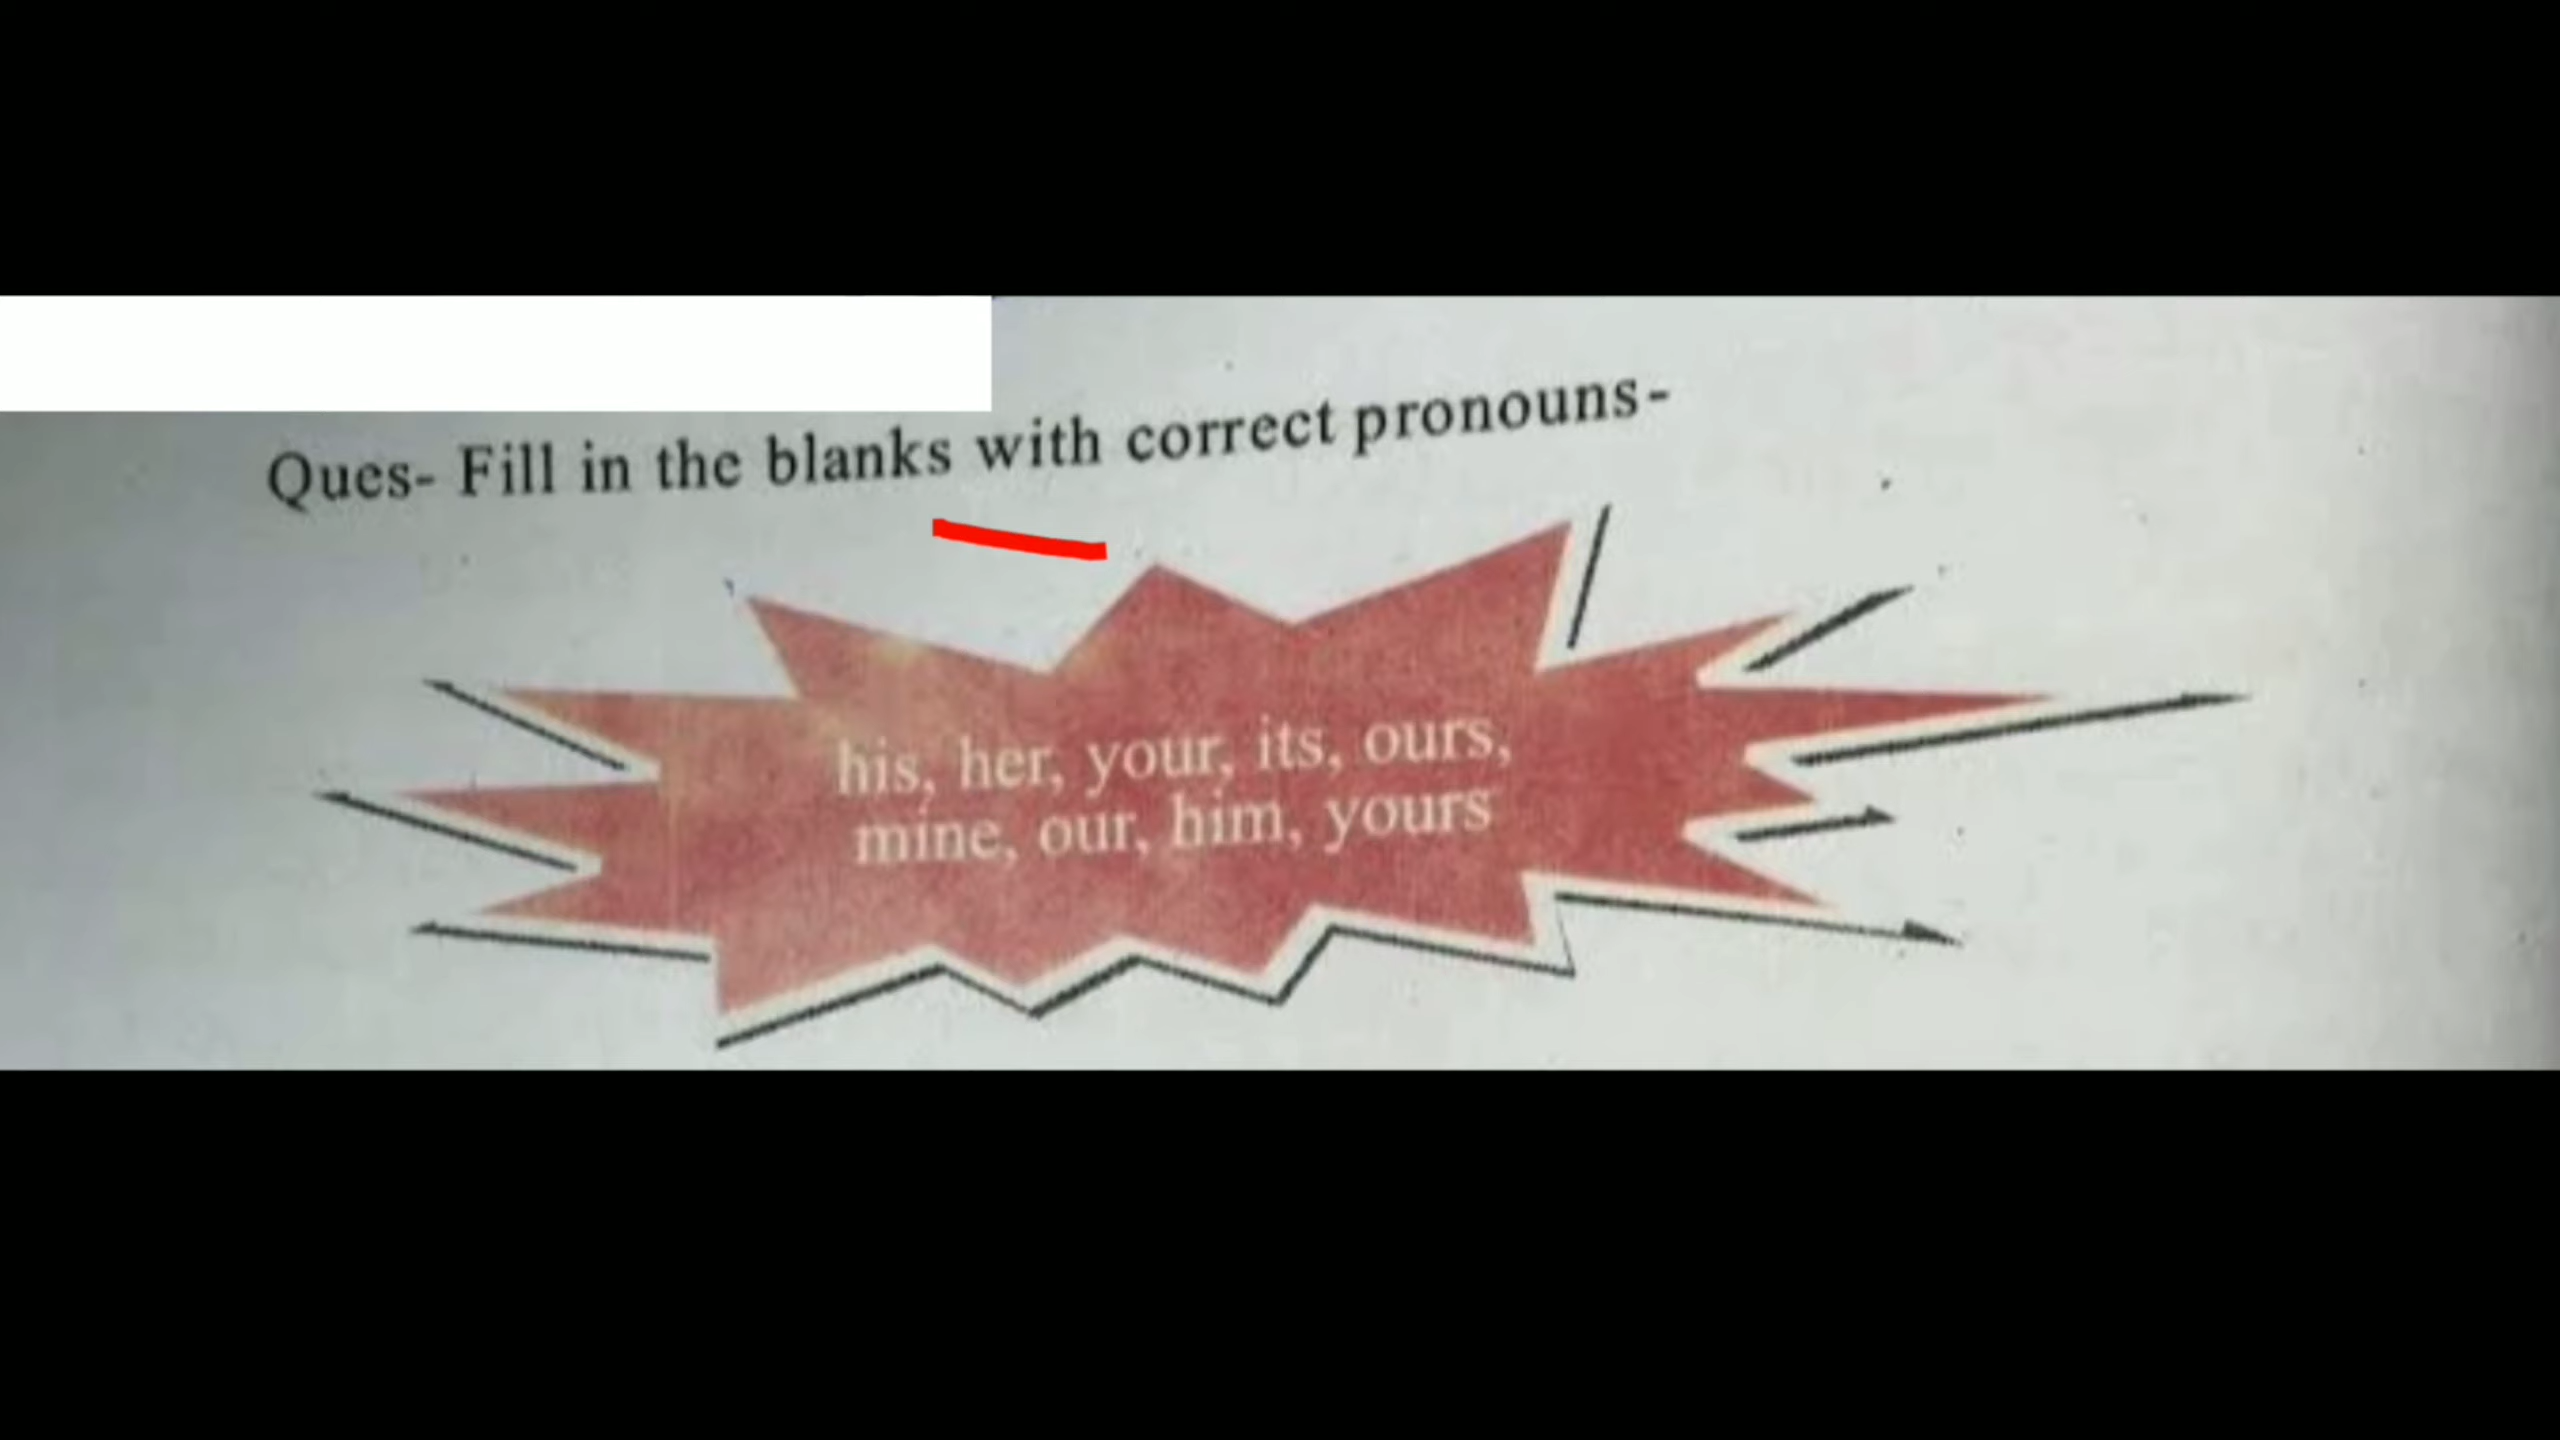 Ques- Fill in the blanks with correct pronouns-
his, her, your, its, ours,
mine, our, him, yours